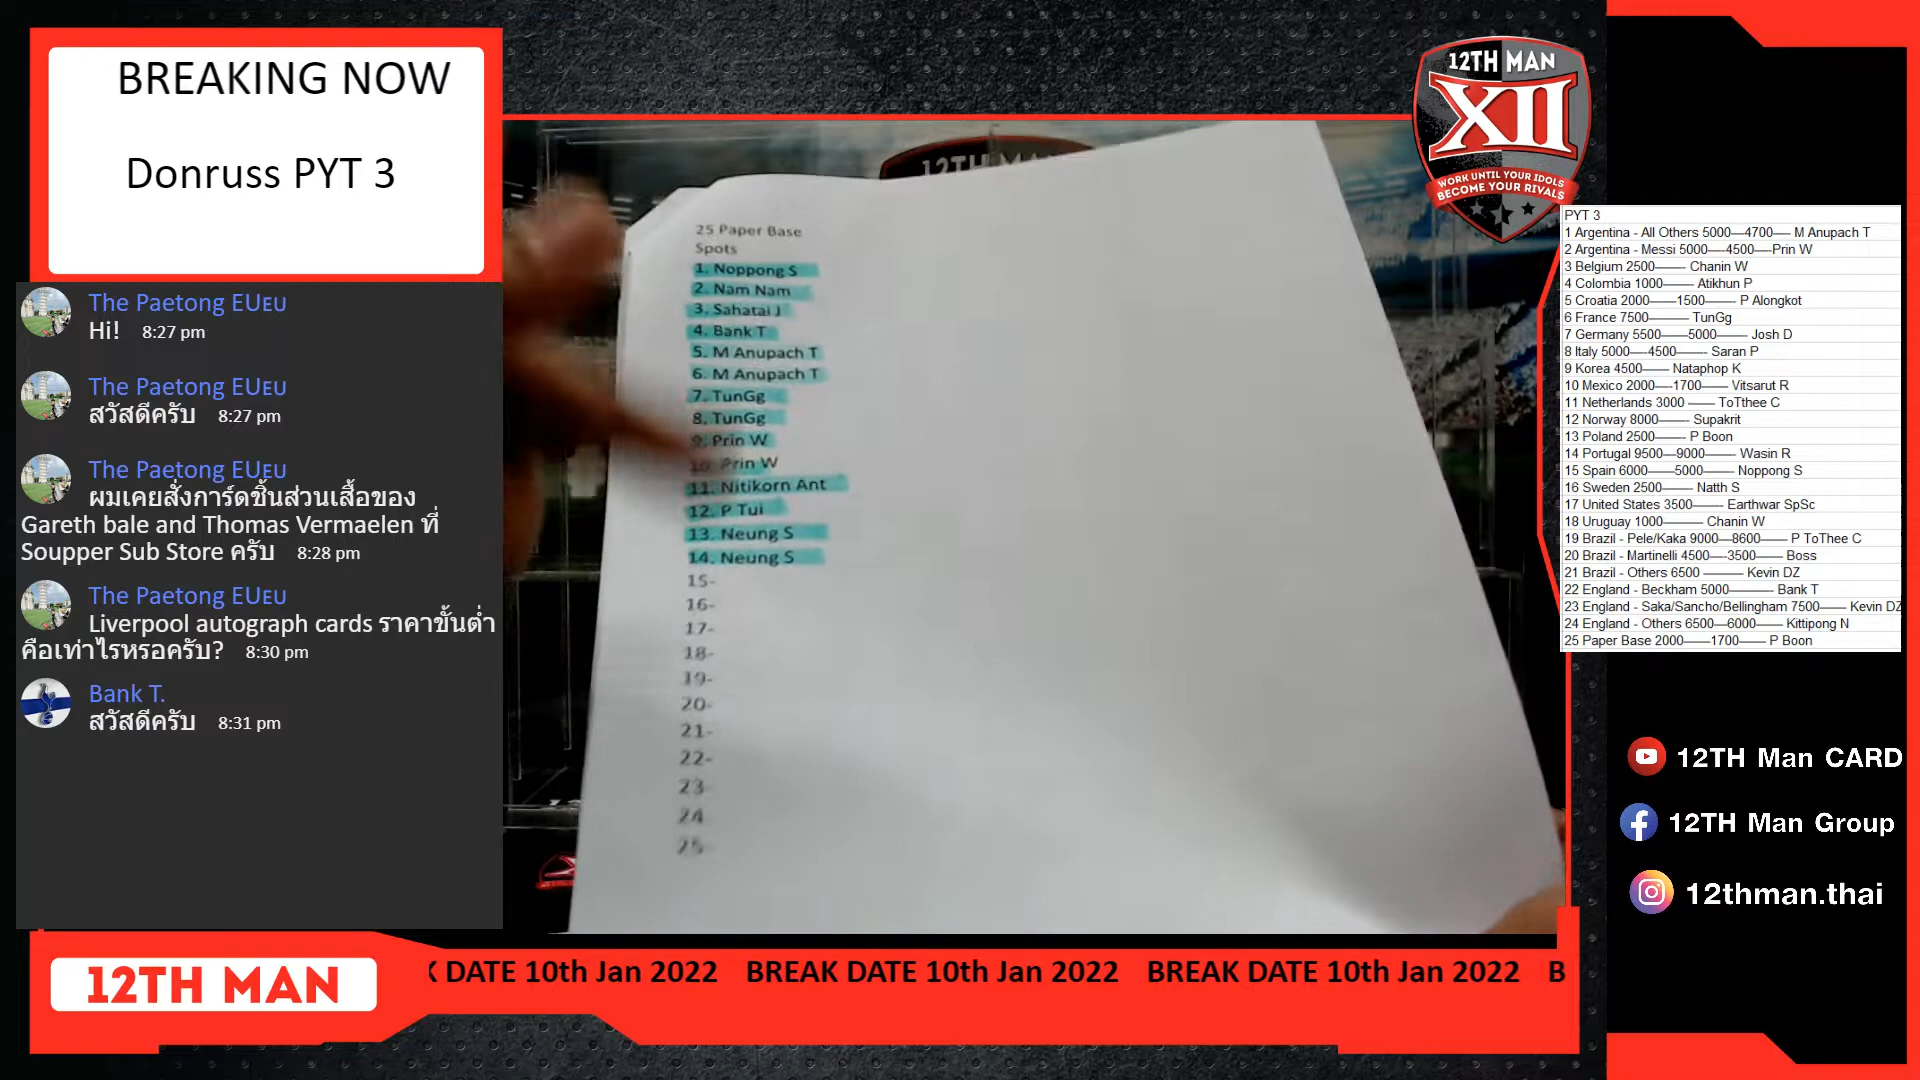 BREAKING NOW
Donruss PYT 3
The Paetong EUEU
Hi! 8:27 pm
The Paetong EUEU
สวัสดีครับ 8:27 pm
The Paetong EUEU
ผมเคยสั่งการ์ดชิ้นส่วนเสื้อของ
Gareth bale and Thomas Vermaelen ที่
Soupper Sub Store ครับ 8:28 pm
The Paetong EUEU
Liverpool autograph cards ราคาขั้นต่ำ
คือเท่าไรหรอครับ? 8:30 pm
Bank T.
สวัสดีครับ 8:31 pm
12TH MAN
25 Paper Base
Spots
1. Noppong S
2. Nam Nam
3. Sahatai J
4. Bank T
5. M Anupach T
6. M Anupach T
7. TunGg
8. TunGg
9. Prin W
10. Prin W
11. Nitikorn Ant
12. P Tui
13. Neung S
14. Neung S
15-
16-
17-
18-
19-
20-
21-
22-
23
24
25-
12TH MAN
XII
WORK UNTIL YOUR IDOLS
BECOME YOUR RIVALS
PYT 3
1 Argentina - All Others 5000—4700— M Anupach T
2 Argentina - Messi 5000—-4500—-Prin W
3 Belgium 2500——- Chanin W
4 Colombia 1000——- Atikhun P
5 Croatia 2000——1500——- P Alongkot
6 France 7500——— TunGg
7 Germany 5500——5000——- Josh D
8 Italy 5000—-4500——- Saran P
9 Korea 4500—— Nataphop K
10 Mexico 2000—-1700—— Vitsarut R
11 Netherlands 3000 —— ToTthee C
12 Norway 8000——- Supakrit
13 Poland 2500——- P Boon
14 Portugal 9500—9000——- Wasin R
15 Spain 6000——5000——- Noppong S
16 Sweden 2500——- Natth S
17 United States 3500——- Earthwar SpSc
18 Uruguay 1000——— Chanin W
19 Brazil - Pele/Kaka 9000—8600—— P ToThee C
20 Brazil - Martinelli 4500—-3500—— Boss
21 Brazil - Others 6500 ——— Kevin DZ
22 England - Beckham 5000———- Bank T
23 England - Saka/Sancho/Bellingham 7500—— Kevin DZ
24 England - Others 6500—6000—— Kittipong N
25 Paper Base 2000——1700—— P Boon
12TH Man CARD
12TH Man Group
12thman.thai
12TH MAN
K DATE 10th Jan 2022 BREAK DATE 10th Jan 2022 BREAK DATE 10th Jan 2022 B